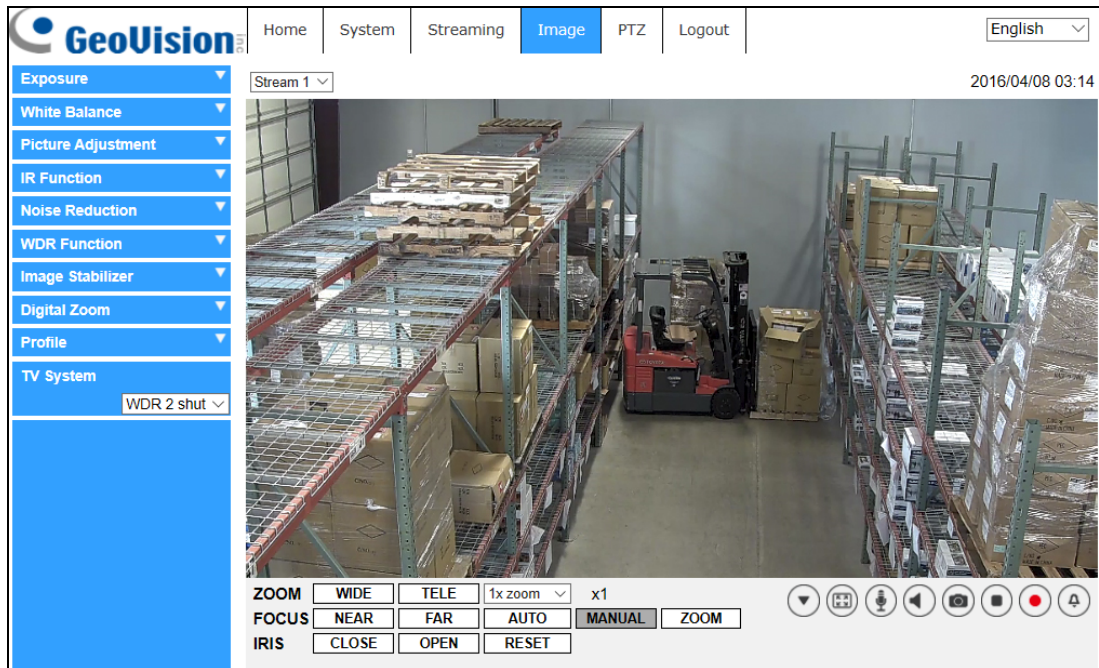 GeoVision inc
Home System Streaming Image PTZ Logout
English
Exposure
White Balance
Picture Adjustment
IR Function
Noise Reduction
WDR Function
Image Stabilizer
Digital Zoom
Profile
TV System
WDR 2 shut
Stream 1
2016/04/08 03:14
ZOOM WIDE TELE 1x zoom x1
FOCUS NEAR FAR AUTO MANUAL ZOOM
IRIS CLOSE OPEN RESET